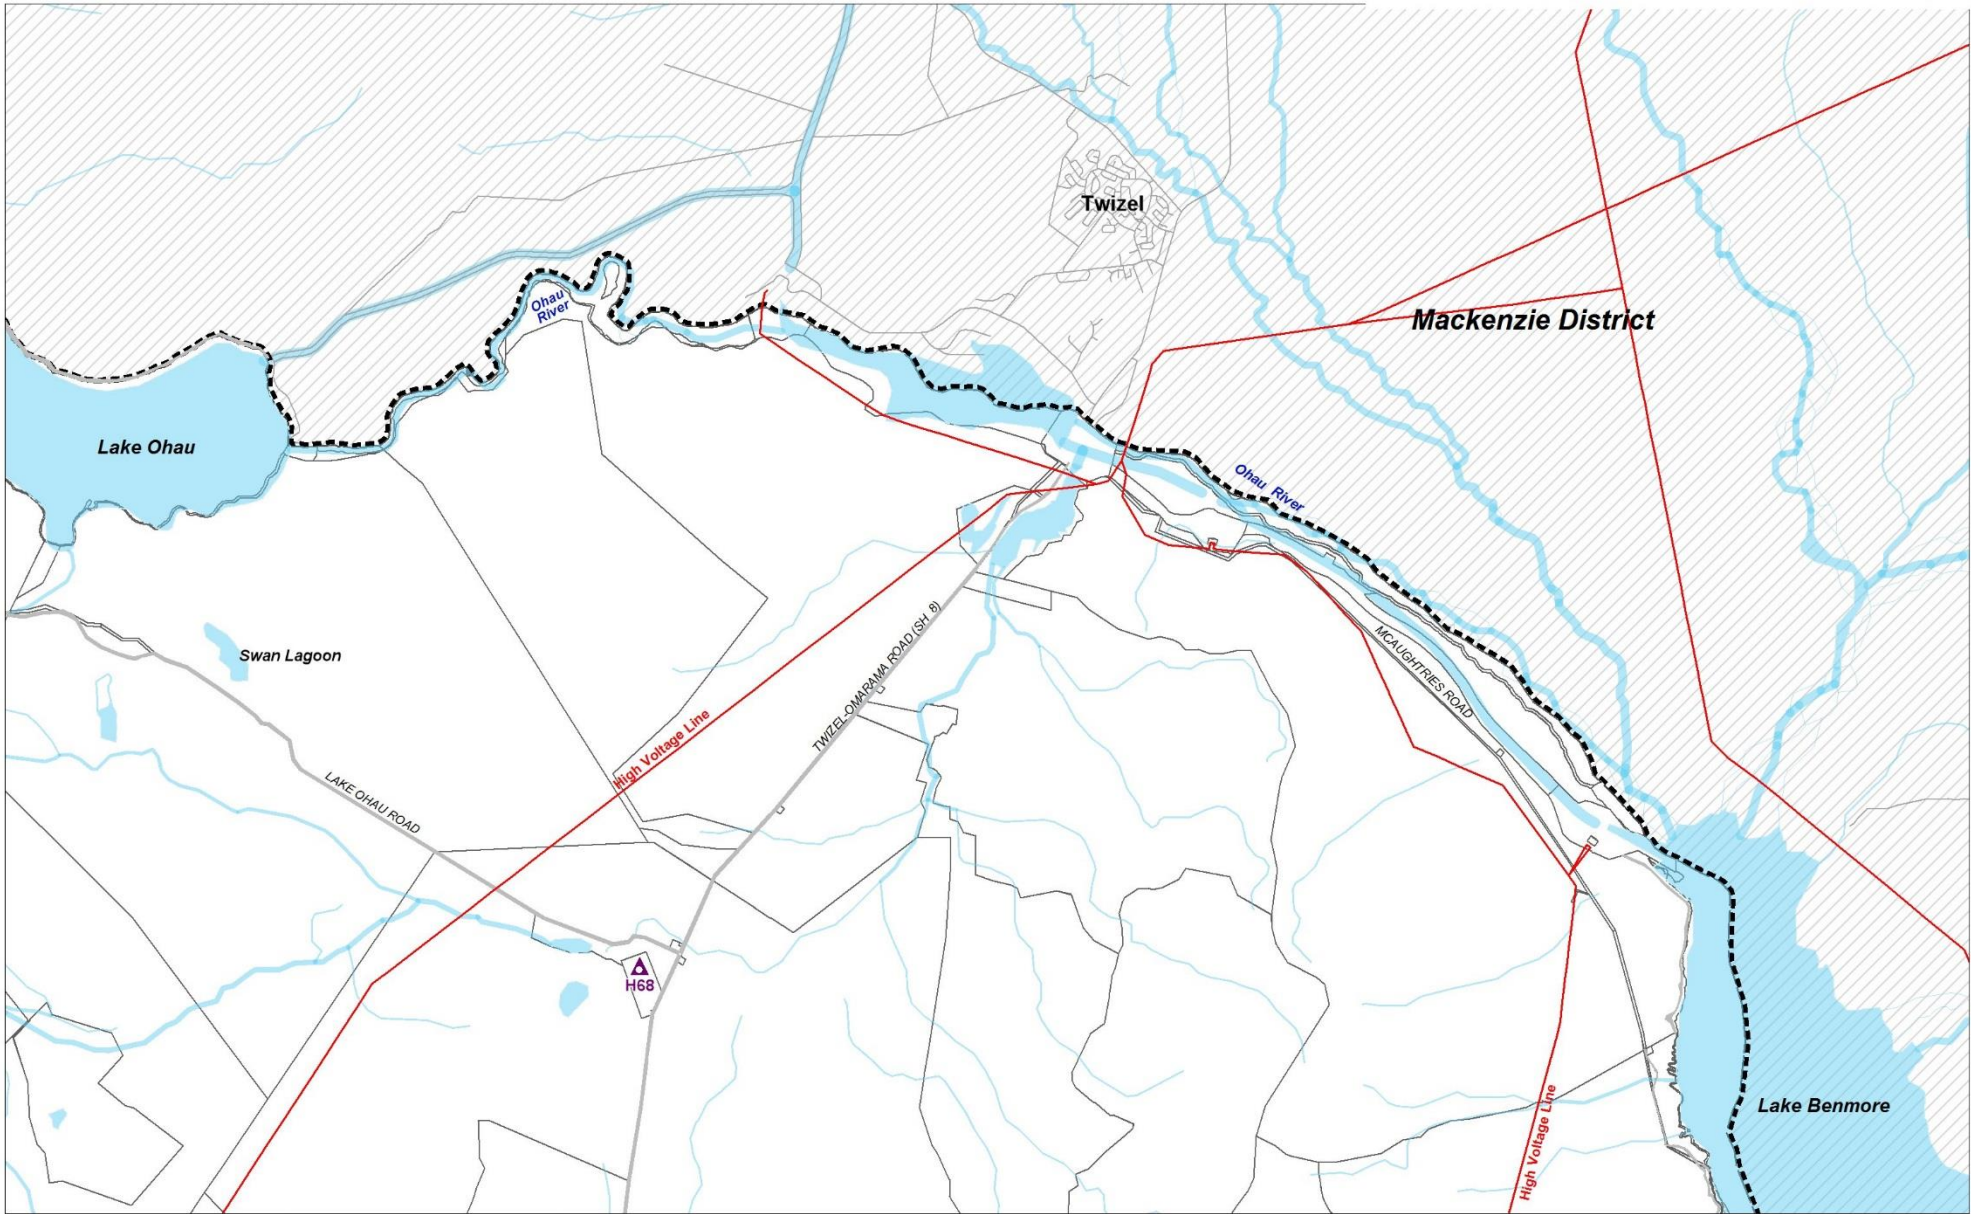 Twizel
Ohau
River
Mackenzie District
Lake Ohau
Ohau River
Swan Lagoon
TWIZEL-OMARAMA ROAD (SH 8)
MCAUGHTRIES ROAD
High Voltage Line
LAKE OHAU ROAD
H68
Lake Benmore
High Voltage Line